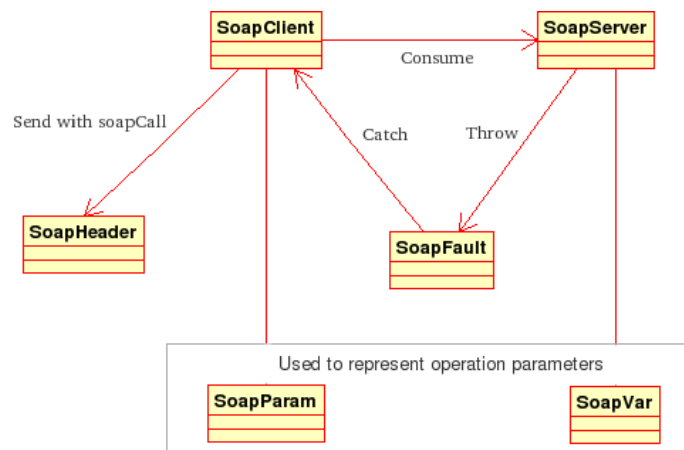 SoapClient
SoapServer
Consume
Send with soapCall
Catch
Throw
SoapHeader
SoapFault
Used to represent operation parameters
SoapParam
SoapVar